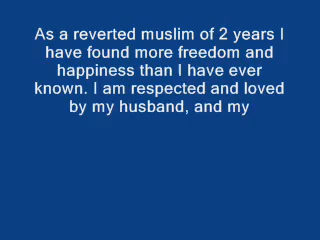 As a reverted muslim of 2 years I
have found more freedom and
happiness than I have ever
known. I am respected and loved
by my husband, and my